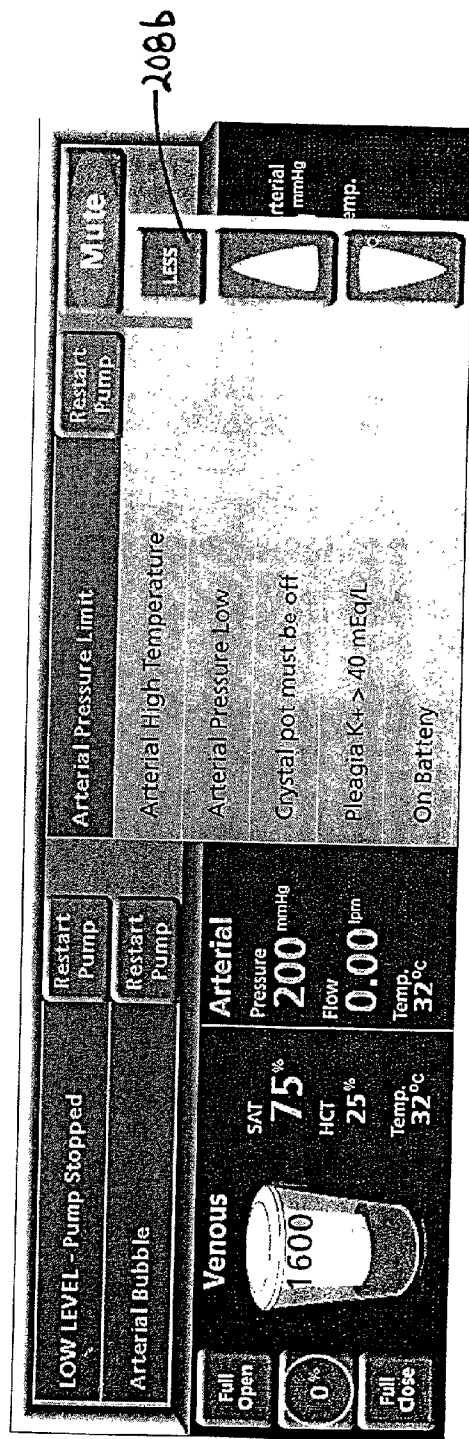 LOW LEVEL - Pump Stopped
Restart
Pump
Arterial Bubble
Restart
Pump
Arterial Pressure Limit
Restart
Pump
Mute
Arterial High Temperature
Arterial Pressure Low
Crystal pot must be off
Pleagia K+ > 40 mEq/L
On Battery
LESS
208b
Full
Open
0%
Full
close
Venous
1600
SAT
75%
HCT
25%
Temp.
32°C
Arterial
Pressure
200 mmHg
Flow
0.00 lpm
Temp.
32°C
rterial
mmHg
emp.
°C